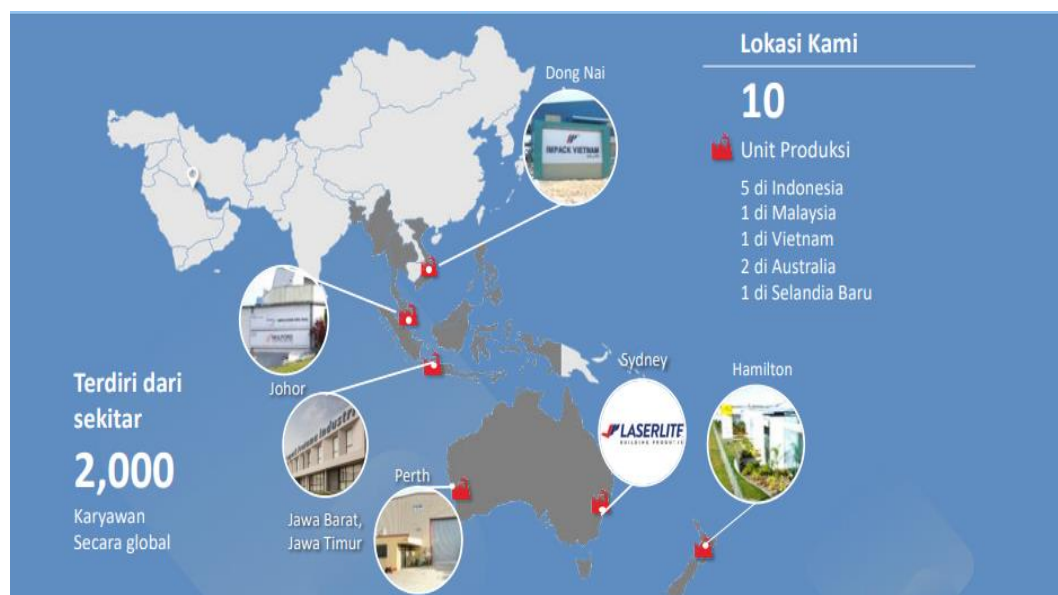 Lokasi Kami
10
Unit Produksi
5 di Indonesia
1 di Malaysia
1 di Vietnam
2 di Australia
1 di Selandia Baru
Dong Nai
IMPACK VIETNAM
Johor
Terdiri dari
sekitar
2,000
Karyawan
Secara global
Jawa Barat,
Jawa Timur
Perth
Sydney
LASERLITE
BUILDING PRODUCTS
Hamilton